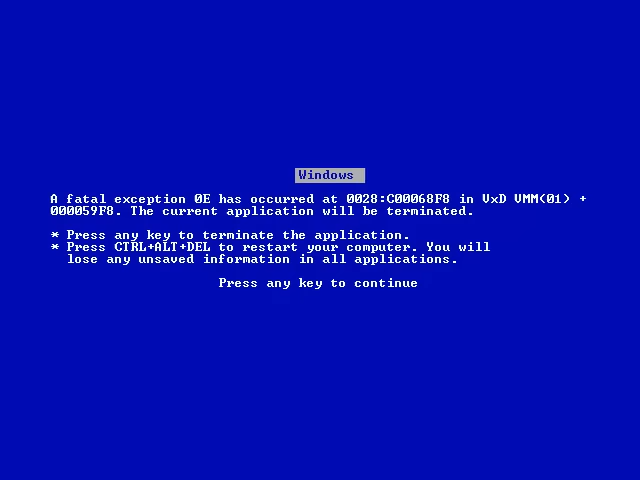 Windows
A fatal exception 0E has occurred at 0028:C00068F8 in VxD VMM(01) +
000059F8. The current application will be terminated.
* Press any key to terminate the application.
* Press CTRL+ALT+DEL to restart your computer. You will
lose any unsaved information in all applications.
Press any key to continue